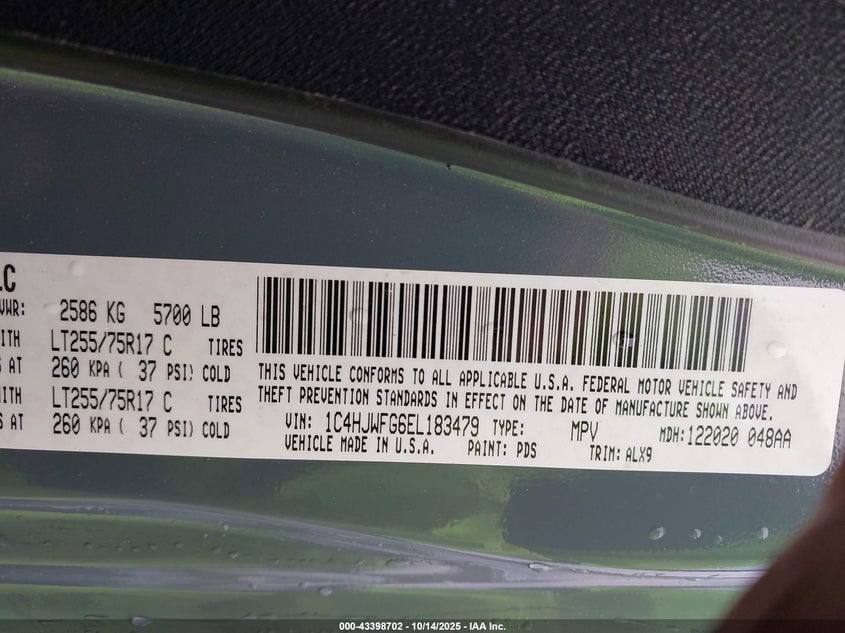 LC
VWR: 2586 KG 5700 LB
ITH LT255/75R17 C TIRES
S AT 260 KPA ( 37 PSI) COLD
ITH LT255/75R17 C TIRES
S AT 260 KPA ( 37 PSI) COLD
THIS VEHICLE CONFORMS TO ALL APPLICABLE U.S.A. FEDERAL MOTOR VEHICLE SAFETY AND
THEFT PREVENTION STANDARDS IN EFFECT ON THE DATE OF MANUFACTURE SHOWN ABOVE.
VIN: 1C4HJWFG6EL183479 TYPE: MPV MDH: 122020 048AA
VEHICLE MADE IN U.S.A. PAINT: PDS TRIM: ALX9
000-43398702 - 10/14/2025 - IAA Inc.